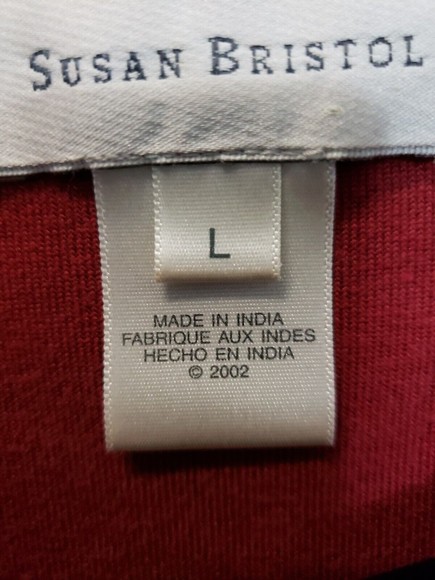 SUSAN BRISTOL
L
MADE IN INDIA
FABRIQUE AUX INDES
HECHO EN INDIA
© 2002